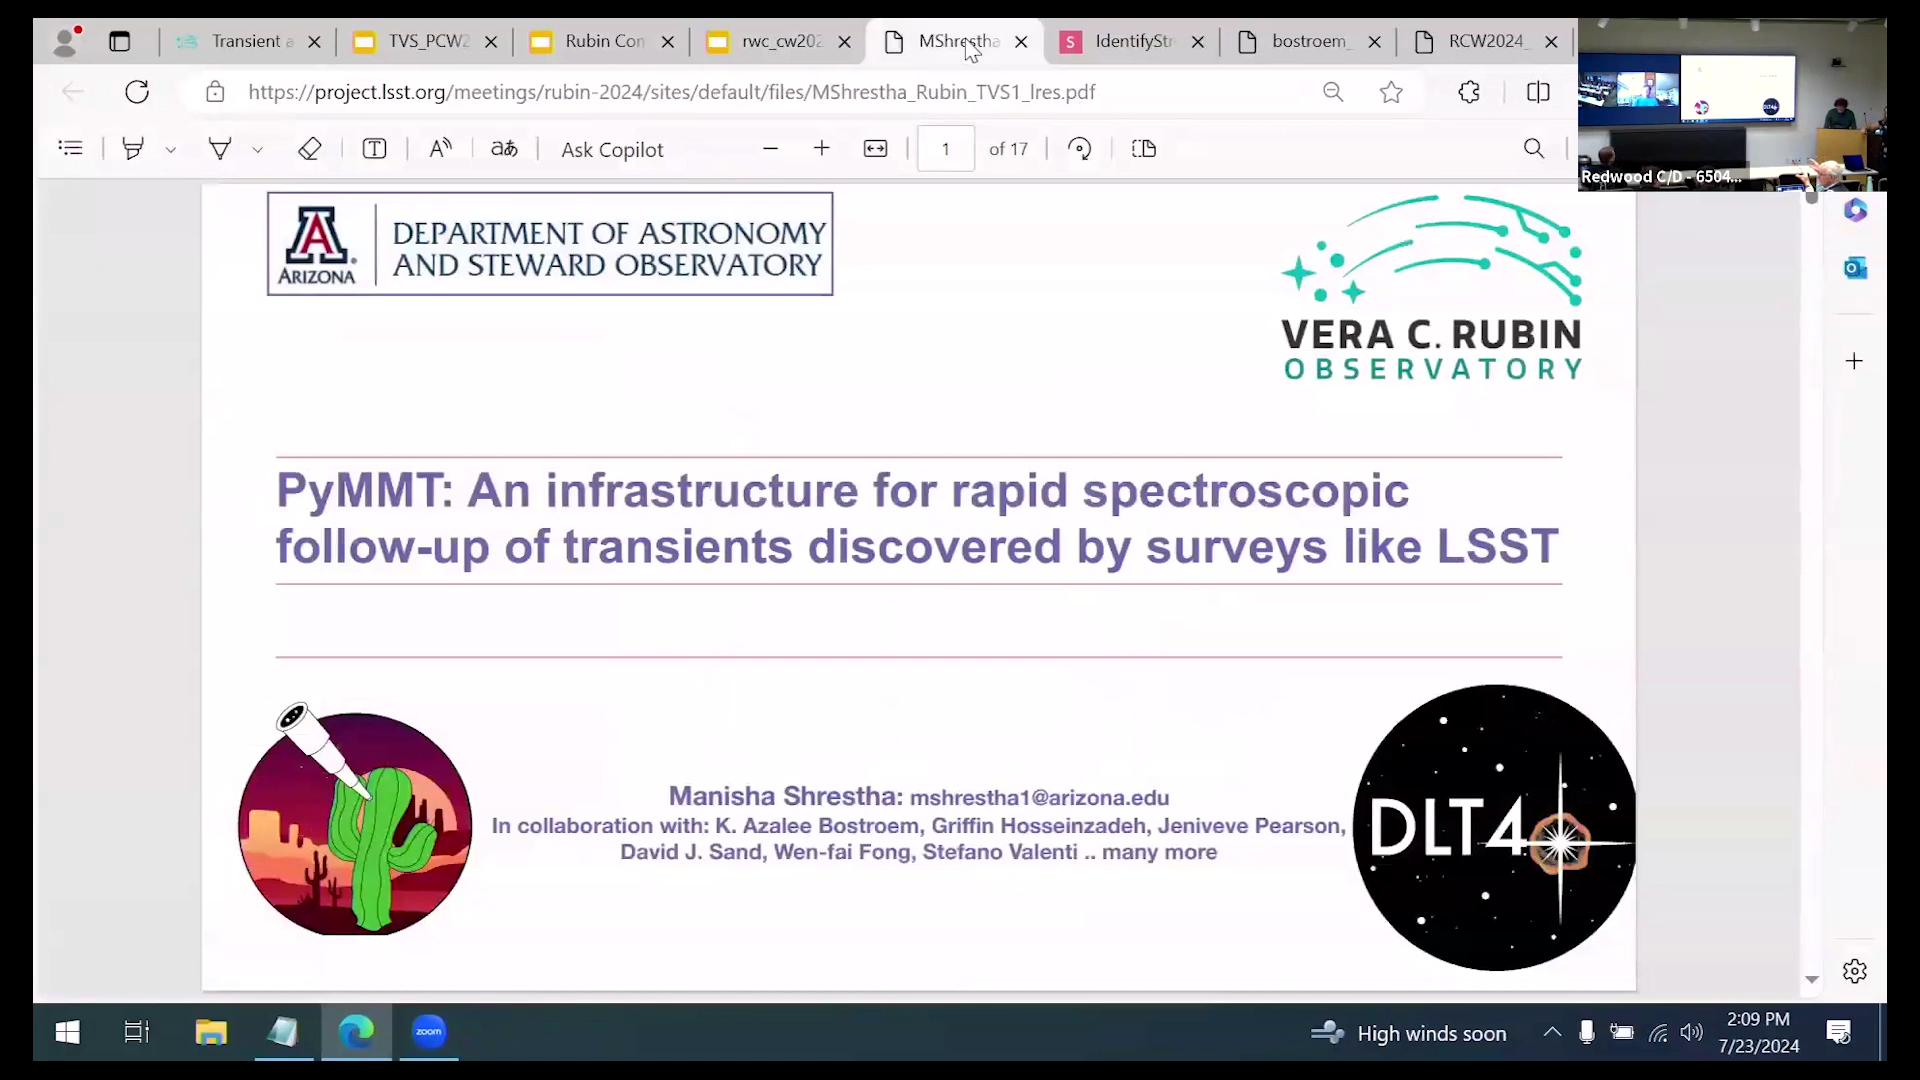 Transient a
TVS_PCW2
Rubin Con
rwc_cw202
MShrestha
S
IdentifyStr
bostroem_
RCW2024_
https://project.lsst.org/meetings/rubin-2024/sites/default/files/MShrestha_Rubin_TVS1_lres.pdf
Ask Copilot
1
of 17
Redwood C/D - 6504...
A
ARIZONA
DEPARTMENT OF ASTRONOMY
AND STEWARD OBSERVATORY
VERA C. RUBIN
OBSERVATORY
PyMMT: An infrastructure for rapid spectroscopic
follow-up of transients discovered by surveys like LSST
Manisha Shrestha: mshrestha1@arizona.edu
In collaboration with: K. Azalee Bostroem, Griffin Hosseinzadeh, Jeniveve Pearson,
David J. Sand, Wen-fai Fong, Stefano Valenti .. many more
DLT4
zoom
High winds soon
2:09 PM
7/23/2024